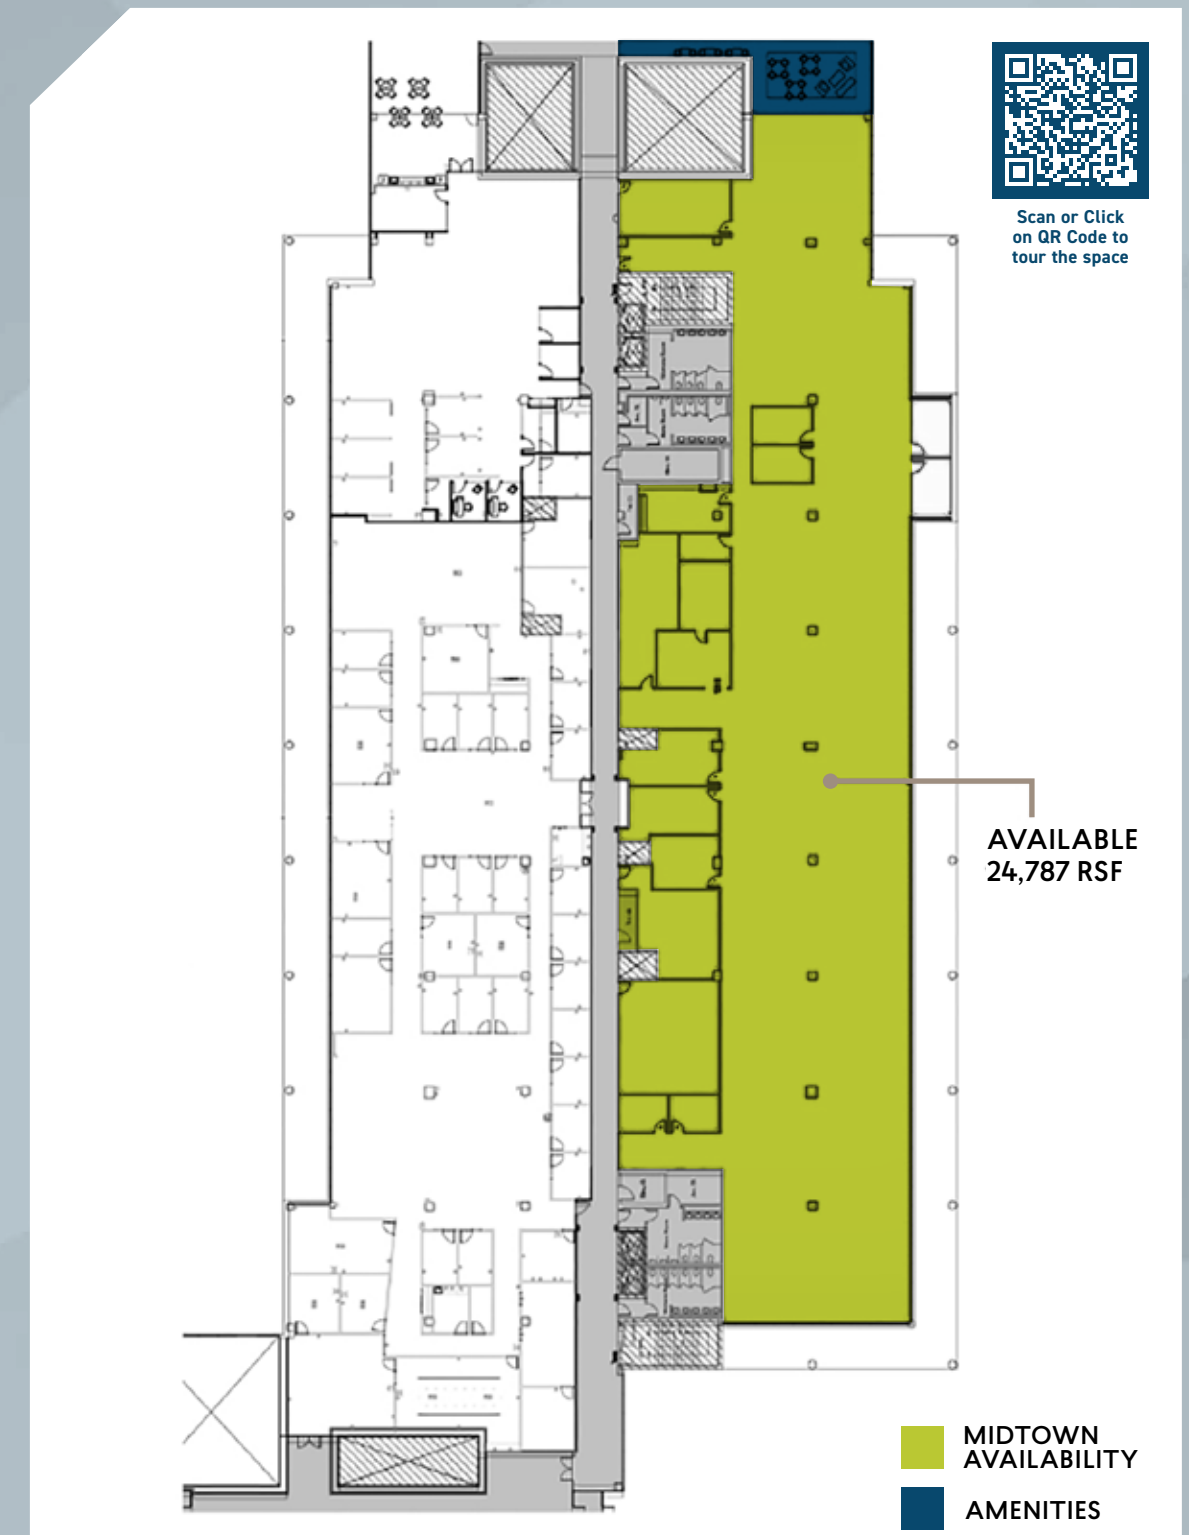 Scan or Click
on QR Code to
tour the space
AVAILABLE
24,787 RSF
MIDTOWN
AVAILABILITY
AMENITIES